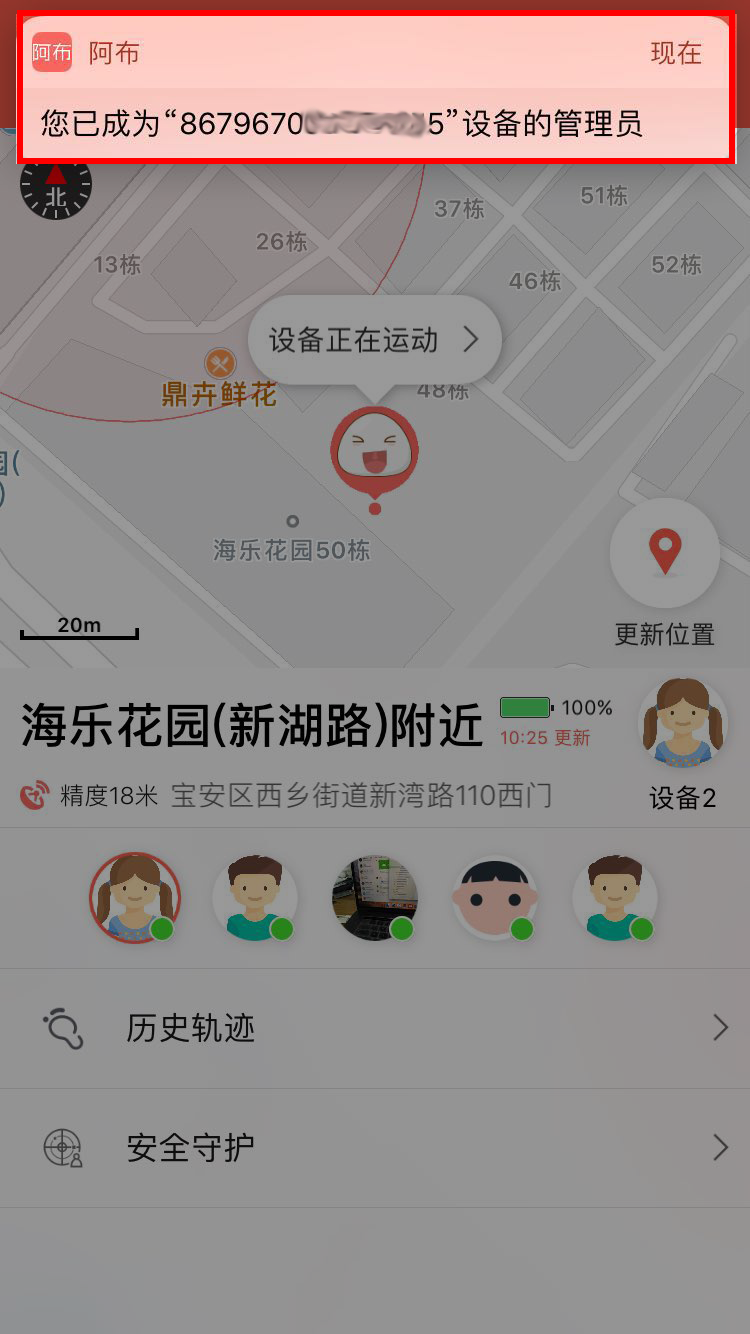 阿布 阿布 现在
您已成为“8679670 5”设备的管理员
北
37栋
51栋
26栋
13栋
52栋
46栋
设备正在运动
48栋
鼎卉鲜花
海乐花园50栋
20m
更新位置
海乐花园(新湖路)附近
100%
10:25 更新
精度18米 宝安区西乡街道新湾路110西门
设备2
历史轨迹
安全守护